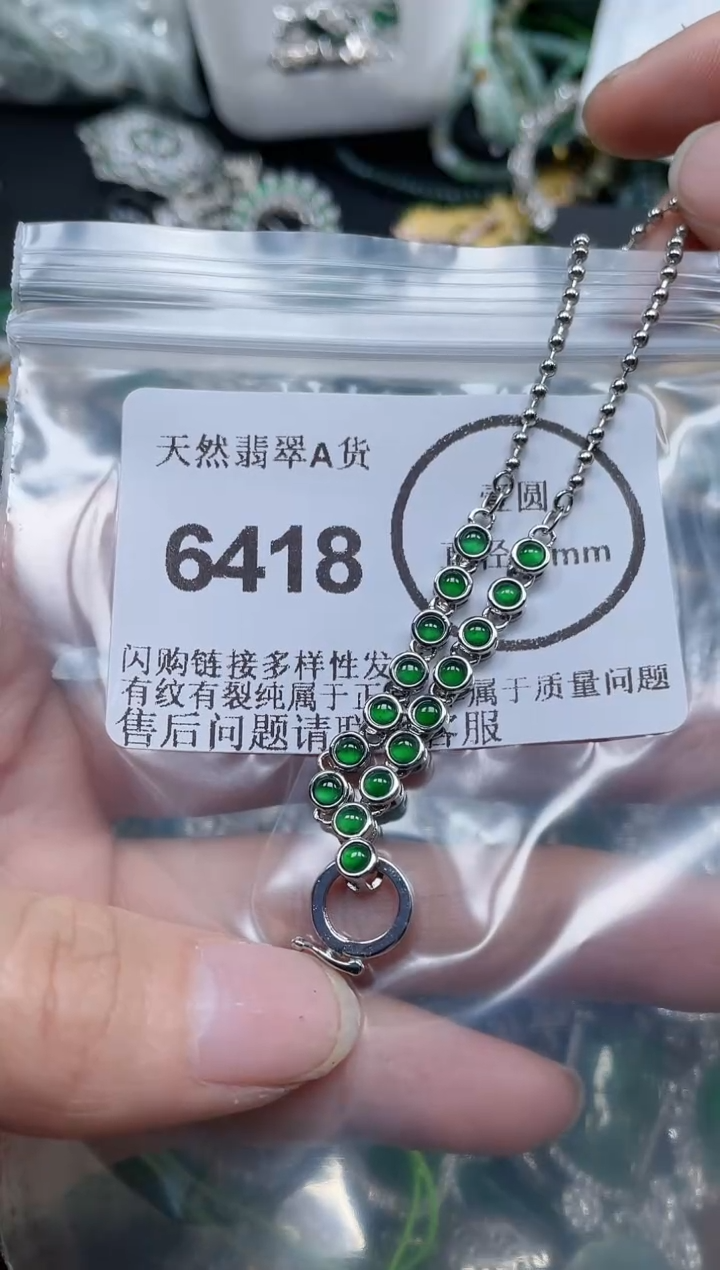 天然翡翠A货
6418
壹圆
直径 mm
闪购链接多样性发
有纹有裂纯属于正 属于质量问题
售后问题请联 客服